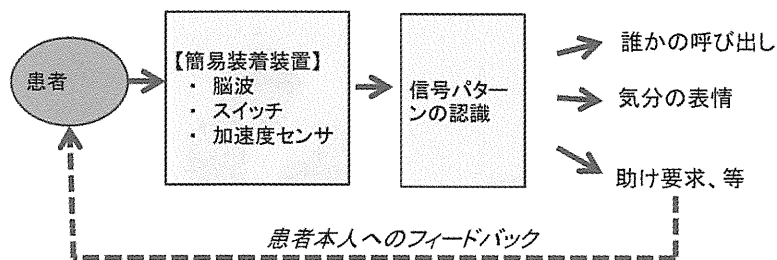 患者
【簡易装着装置】
・ 脳波
・ スイッチ
・ 加速度センサ
信号パター
ンの認識
誰かの呼び出し
気分の表情
助け要求、等
患者本人へのフィードバック